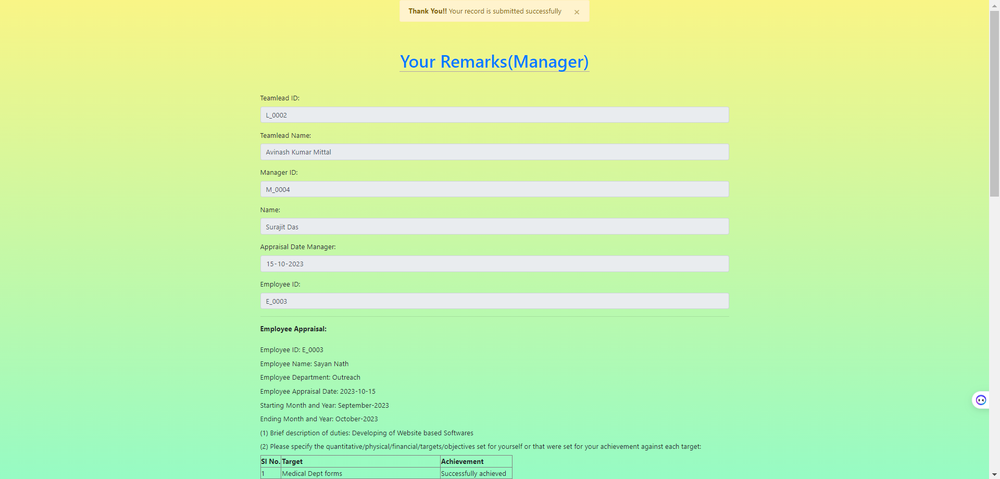 Thank You!! Your record is submitted successfully ×
Your Remarks(Manager)
Teamlead ID:
L_0002
Teamlead Name:
Avinash Kumar Mittal
Manager ID:
M_0004
Name:
Surajit Das
Appraisal Date Manager:
15-10-2023
Employee ID:
E_0003
Employee Appraisal:
Employee ID: E_0003
Employee Name: Sayan Nath
Employee Department: Outreach
Employee Appraisal Date: 2023-10-15
Starting Month and Year: September-2023
Ending Month and Year: October-2023
(1) Brief description of duties: Developing of Website based Softwares
(2) Please specify the quantitative/physical/financial/targets/objectives set for yourself or that were set for your achievement against each target:
Sl No. Target Achievement
1 Medical Dept forms Successfully achieved